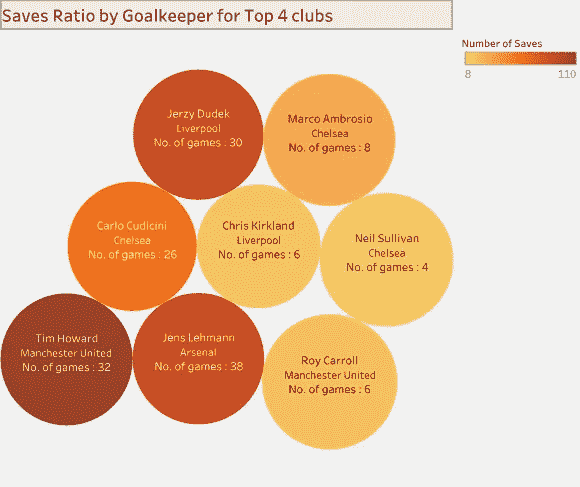 Saves Ratio by Goalkeeper for Top 4 clubs
Number of Saves
8 110
Jerzy Dudek
Liverpool
No. of games : 30
Marco Ambrosio
Chelsea
No. of games : 8
Carlo Cudicini
Chelsea
No. of games : 26
Chris Kirkland
Liverpool
No. of games : 6
Neil Sullivan
Chelsea
No. of games : 4
Tim Howard
Manchester United
No. of games : 32
Jens Lehmann
Arsenal
No. of games : 38
Roy Carroll
Manchester United
No. of games : 6